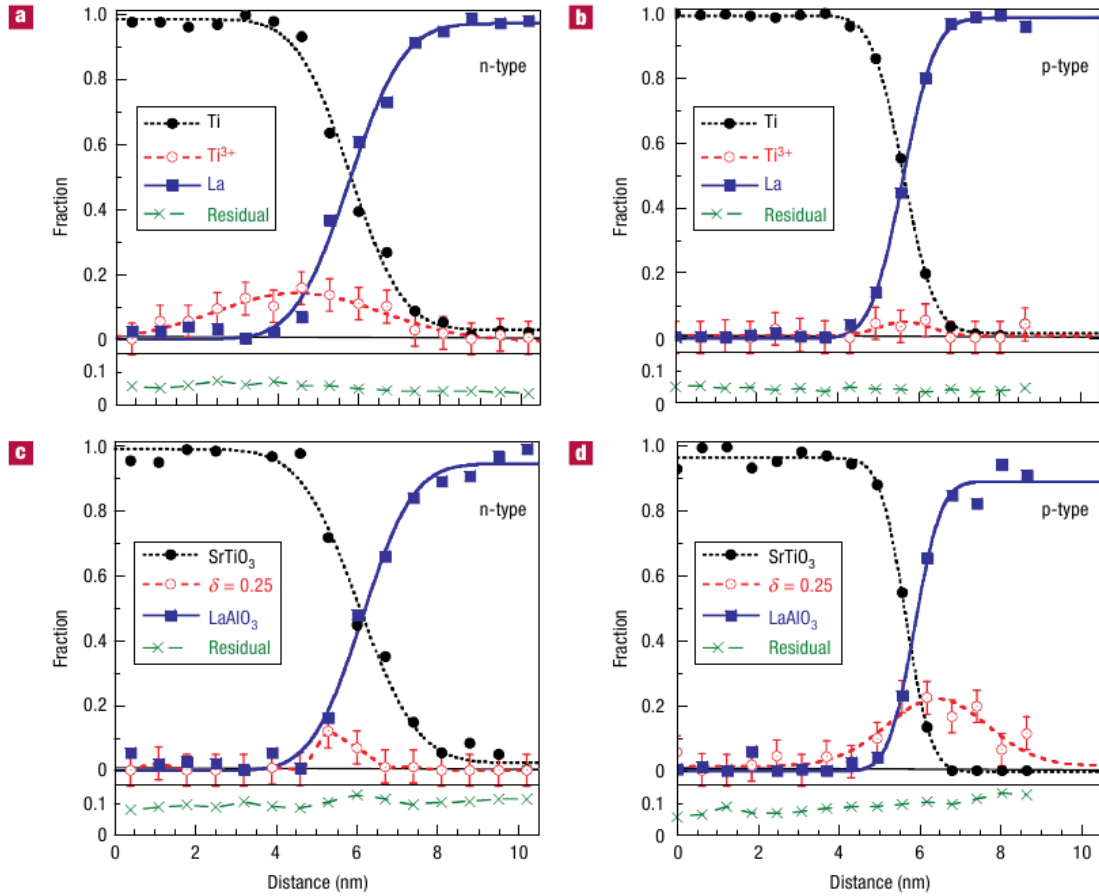 a
n-type
Ti
Ti³⁺
La
Residual
Fraction
1.0
0.8
0.6
0.4
0.2
0
0.1
0
b
p-type
Ti
Ti³⁺
La
Residual
Fraction
1.0
0.8
0.6
0.4
0.2
0
0.1
0
c
n-type
SrTiO₃
δ = 0.25
LaAlO₃
Residual
Fraction
1.0
0.8
0.6
0.4
0.2
0
0.1
0
0 2 4 6 8 10
Distance (nm)
d
p-type
SrTiO₃
δ = 0.25
LaAlO₃
Residual
Fraction
1.0
0.8
0.6
0.4
0.2
0
0.1
0
0 2 4 6 8 10
Distance (nm)